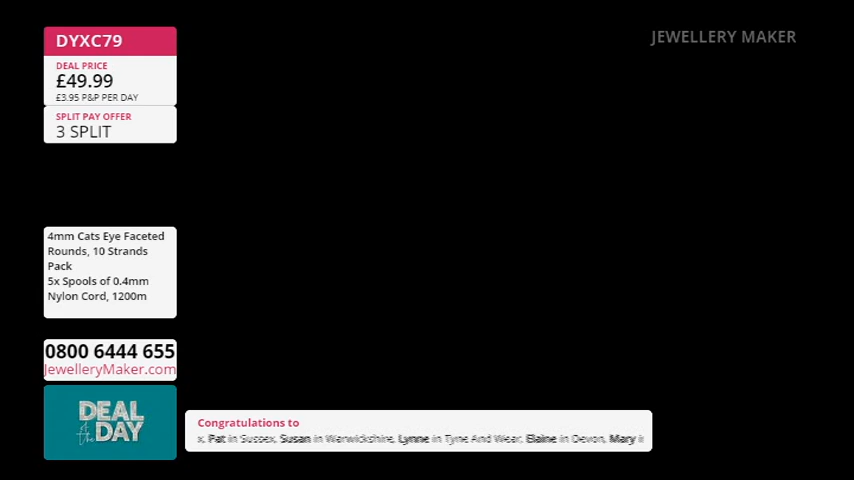 DYXC79
DEAL PRICE
£49.99
£3.95 P&P PER DAY
SPLIT PAY OFFER
3 SPLIT
JEWELLERY MAKER
4mm Cats Eye Faceted
Rounds, 10 Strands
Pack
5x Spools of 0.4mm
Nylon Cord, 1200m
0800 6444 655
JewelleryMaker.com
DEAL
of the
DAY
Congratulations to
x, Pat in Sussex, Susan in Warwickshire, Lynne in Tyne And Wear, Elaine in Devon, Mary i